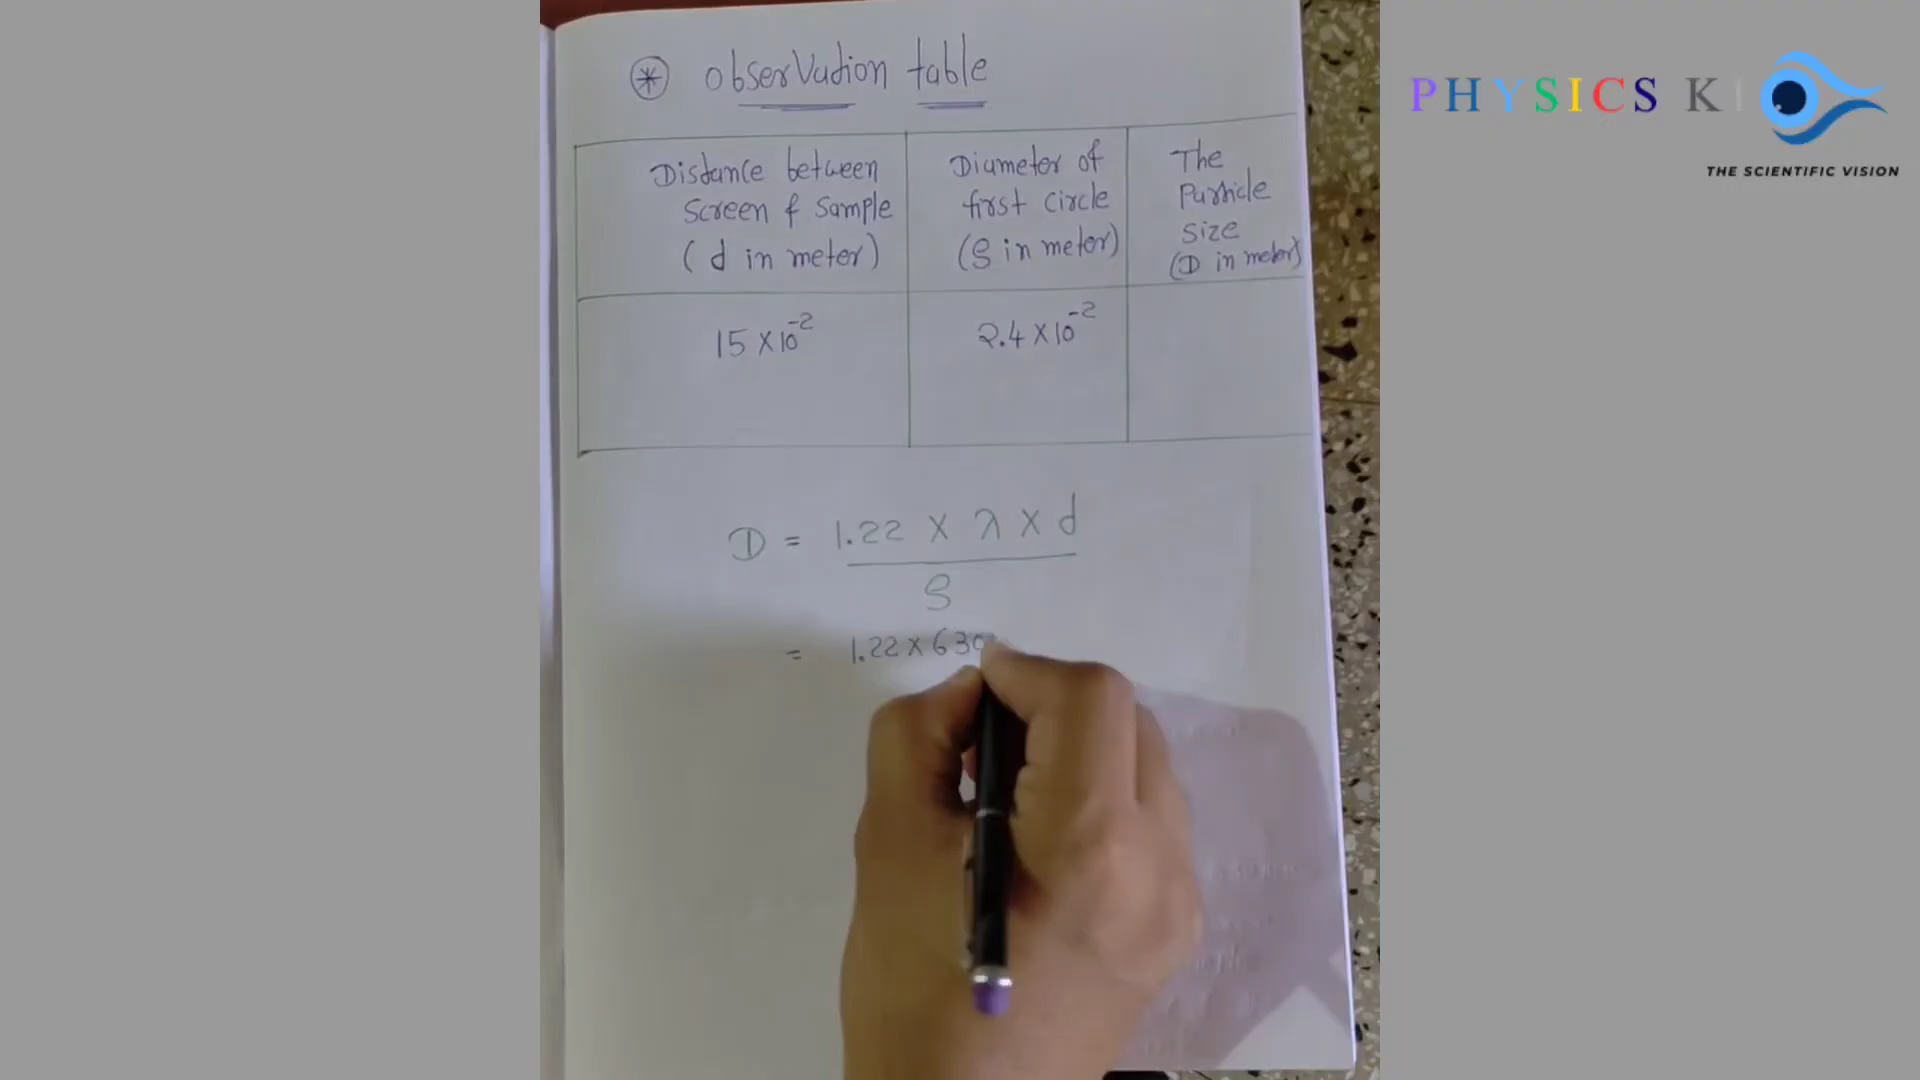 PHYSICS K
THE SCIENTIFIC VISION
* Observation table
Distance between
Screen & Sample
(d in meter)
Diameter of
first circle
(S in meter)
The
Particle
Size
(D in meter)
15 × 10⁻²
2.4 × 10⁻²
D = 1.22 × λ × d
S
= 1.22 × 630